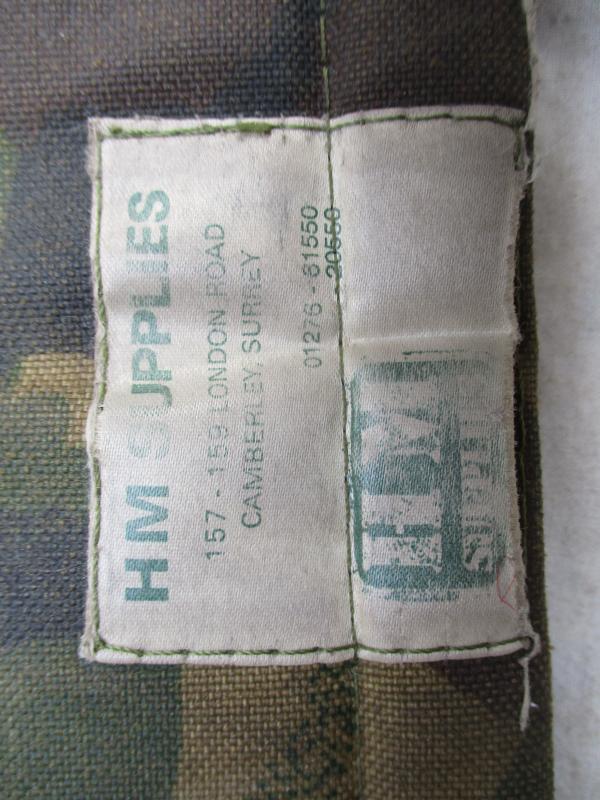 HM SUPPLIES
157 - 159 LONDON ROAD
CAMBERLEY, SURREY
01276 - 61550
20550
HM
SUPPLIES